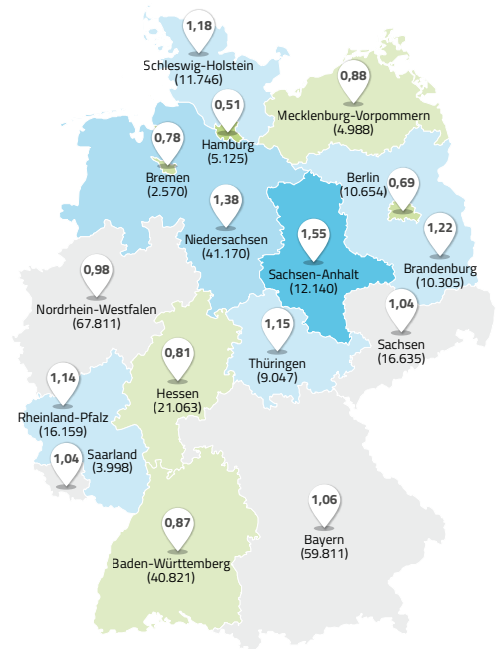 1,18
Schleswig-Holstein
(11.746)
0,88
Mecklenburg-Vorpommern
(4.988)
0,51
Hamburg
(5.125)
0,78
Bremen
(2.570)
Berlin
(10.654)
0,69
1,38
Niedersachsen
(41.170)
1,55
Sachsen-Anhalt
(12.140)
1,22
Brandenburg
(10.305)
0,98
Nordrhein-Westfalen
(67.811)
1,04
Sachsen
(16.635)
1,15
Thüringen
(9.047)
0,81
Hessen
(21.063)
1,14
Rheinland-Pfalz
(16.159)
1,04
Saarland
(3.998)
1,06
Bayern
(59.811)
0,87
Baden-Württemberg
(40.821)